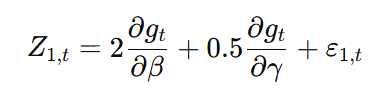 Z_{1,t} = 2 \frac{\partial g_t}{\partial \beta} + 0.5 \frac{\partial g_t}{\partial \gamma} + \varepsilon_{1,t}